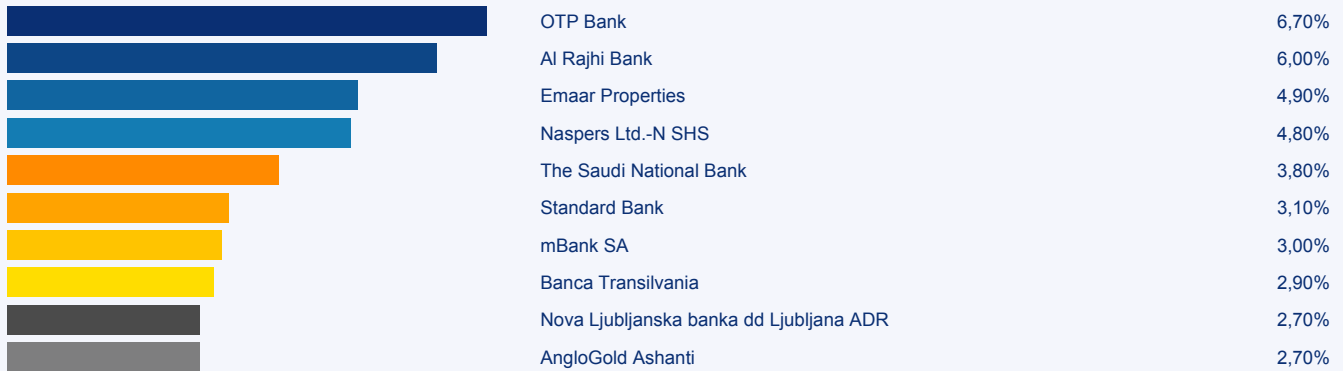 OTP Bank 6,70%
Al Rajhi Bank 6,00%
Emaar Properties 4,90%
Naspers Ltd.-N SHS 4,80%
The Saudi National Bank 3,80%
Standard Bank 3,10%
mBank SA 3,00%
Banca Transilvania 2,90%
Nova Ljubljanska banka dd Ljubljana ADR 2,70%
AngloGold Ashanti 2,70%